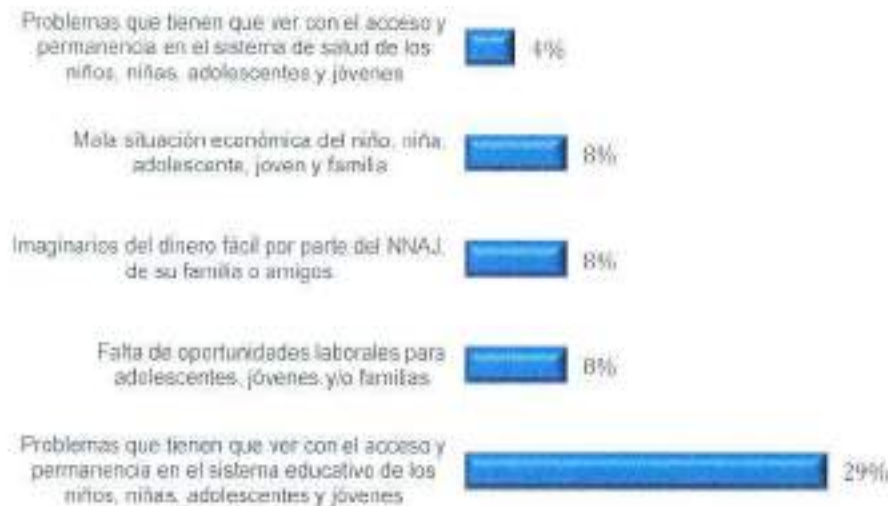 Problemas que tienen que ver con el acceso y
permanencia en el sistema de salud de los
niños, niñas, adolescentes y jóvenes
4%
Mala situación económica del niño, niña,
adolescente, joven y familia
8%
Imaginarios del dinero fácil por parte del NNAJ,
de su familia o amigos
8%
Falta de oportunidades laborales para
adolescentes, jóvenes y/o familias
8%
Problemas que tienen que ver con el acceso y
permanencia en el sistema educativo de los
niños, niñas, adolescentes y jóvenes
29%